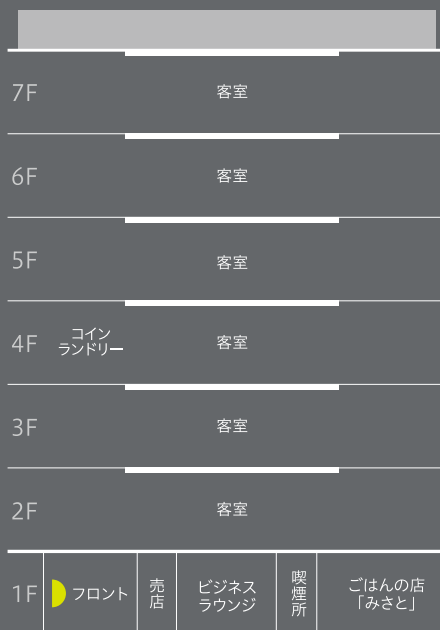 7F 客室
6F 客室
5F 客室
4F コイン
ランドリー 客室
3F 客室
2F 客室
1F フロント 売
店 ビジネス
ラウンジ 喫
煙
所 ごはんの店
「みさと」